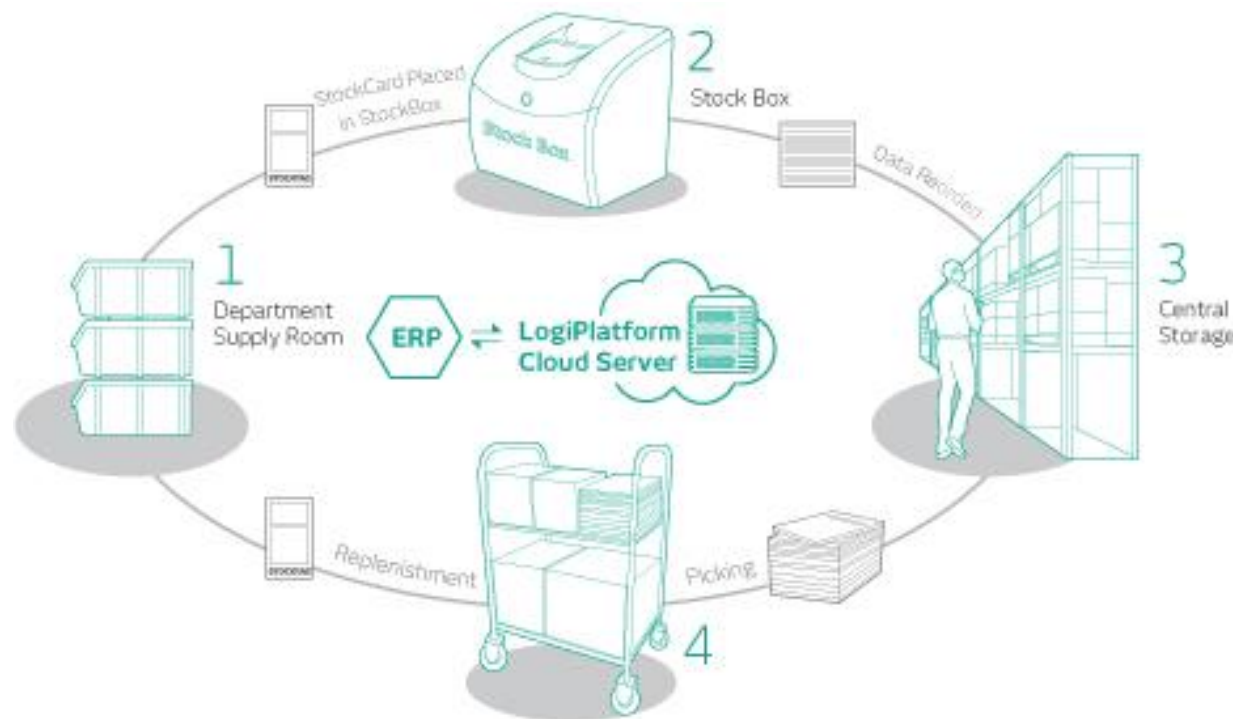 StockCard Placed
in StockBox
2
Stock Box
Stock Box
Data Reorded
1
Department
Supply Room
ERP
LogiPlatform
Cloud Server
3
Central
Storage
Replenishment
Picking
4